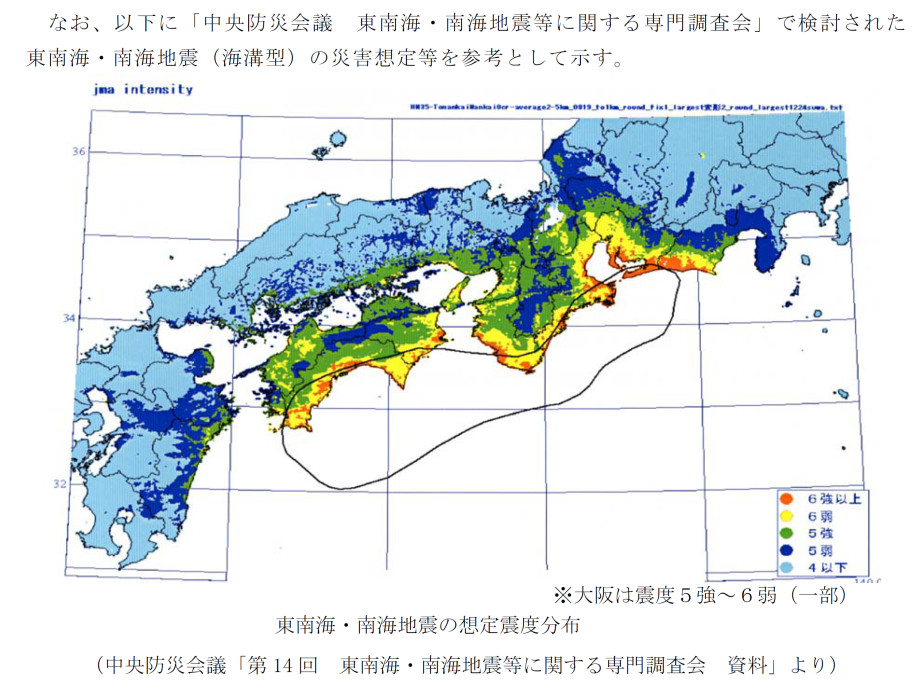 なお、以下に「中央防災会議　東南海・南海地震等に関する専門調査会」で検討された
東南海・南海地震（海溝型）の災害想定等を参考として示す。
jma intensity
36
34
32
6強以上
6弱
5強
5弱
4以下
※大阪は震度５強～６弱（一部）
東南海・南海地震の想定震度分布
（中央防災会議「第 14 回　東南海・南海地震等に関する専門調査会　資料」より）